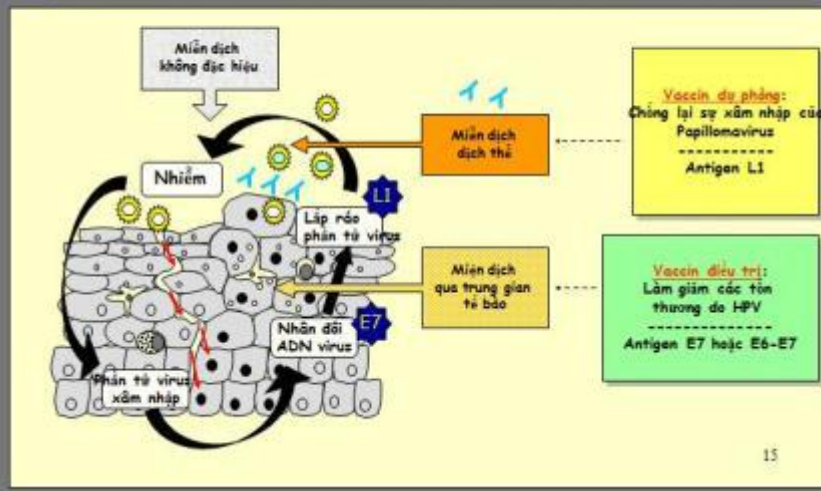 Miễn dịch
không đặc hiệu
Nhiễm
Miễn dịch
dịch thể
Vaccin dự phòng:
Chống lại sự xâm nhập của
Papillomavirus
-----------
Antigen L1
L1
Lắp ráp
phân tử virus
Miễn dịch
qua trung gian
tế bào
Vaccin điều trị:
Làm giảm các tổn
thương do HPV
--------------
Antigen E7 hoặc E6-E7
E7
Nhân đôi
ADN virus
Phân tử virus
xâm nhập
15